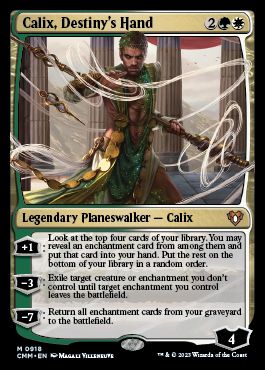 Calix, Destiny's Hand 2
Legendary Planeswalker — Calix
+1: Look at the top four cards of your library. You may
reveal an enchantment card from among them and
put that card into your hand. Put the rest on the
bottom of your library in a random order.
−3: Exile target creature or enchantment you don't
control until target enchantment you control
leaves the battlefield.
−7: Return all enchantment cards from your graveyard
to the battlefield.
4
M 0918
CMM • EN MAGALI VILLENEUVE
™ & © 2023 Wizards of the Coast